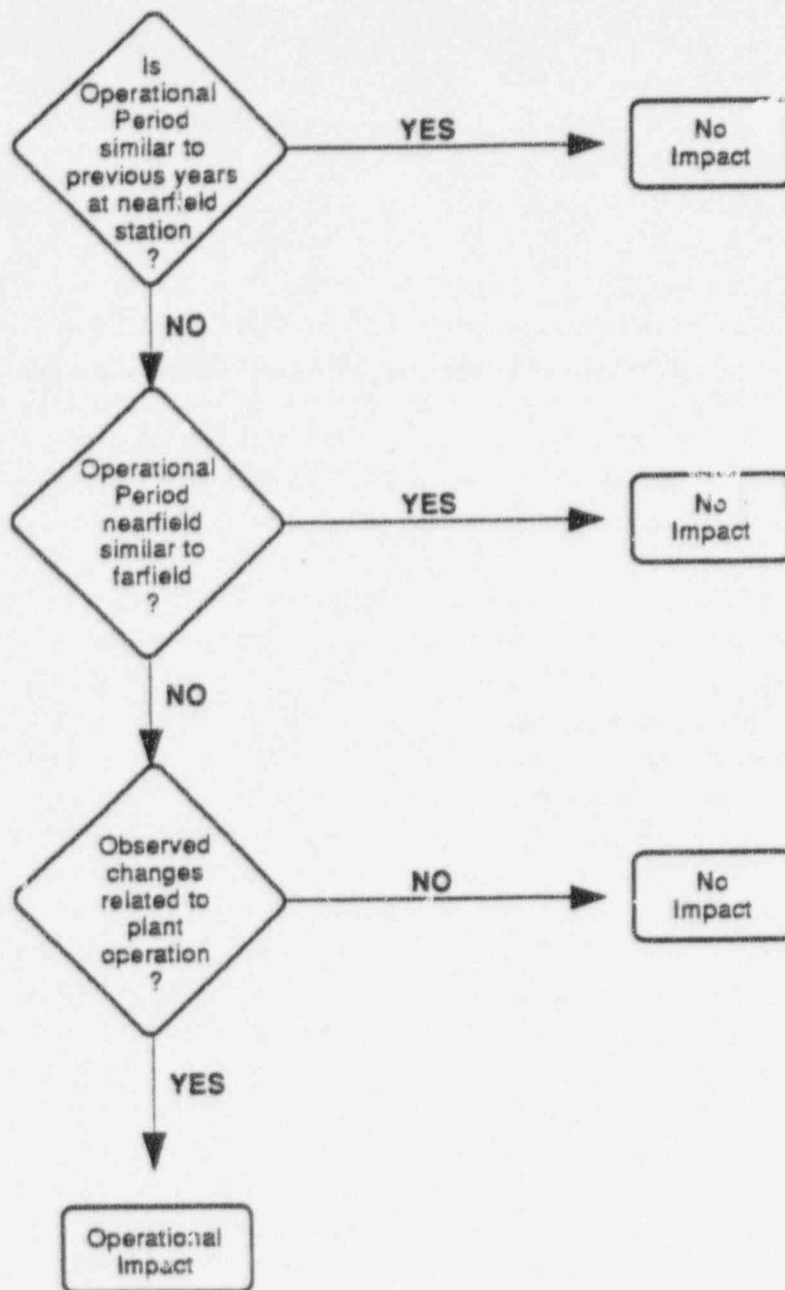 Is
Operational
Period
similar to
previous years
at nearfield
station
?
YES
No
Impact
NO
Operational
Period
nearfield
similar to
farfield
?
YES
No
Impact
NO
Observed
changes
related to
plant
operation
?
NO
No
Impact
YES
Operational
Impact